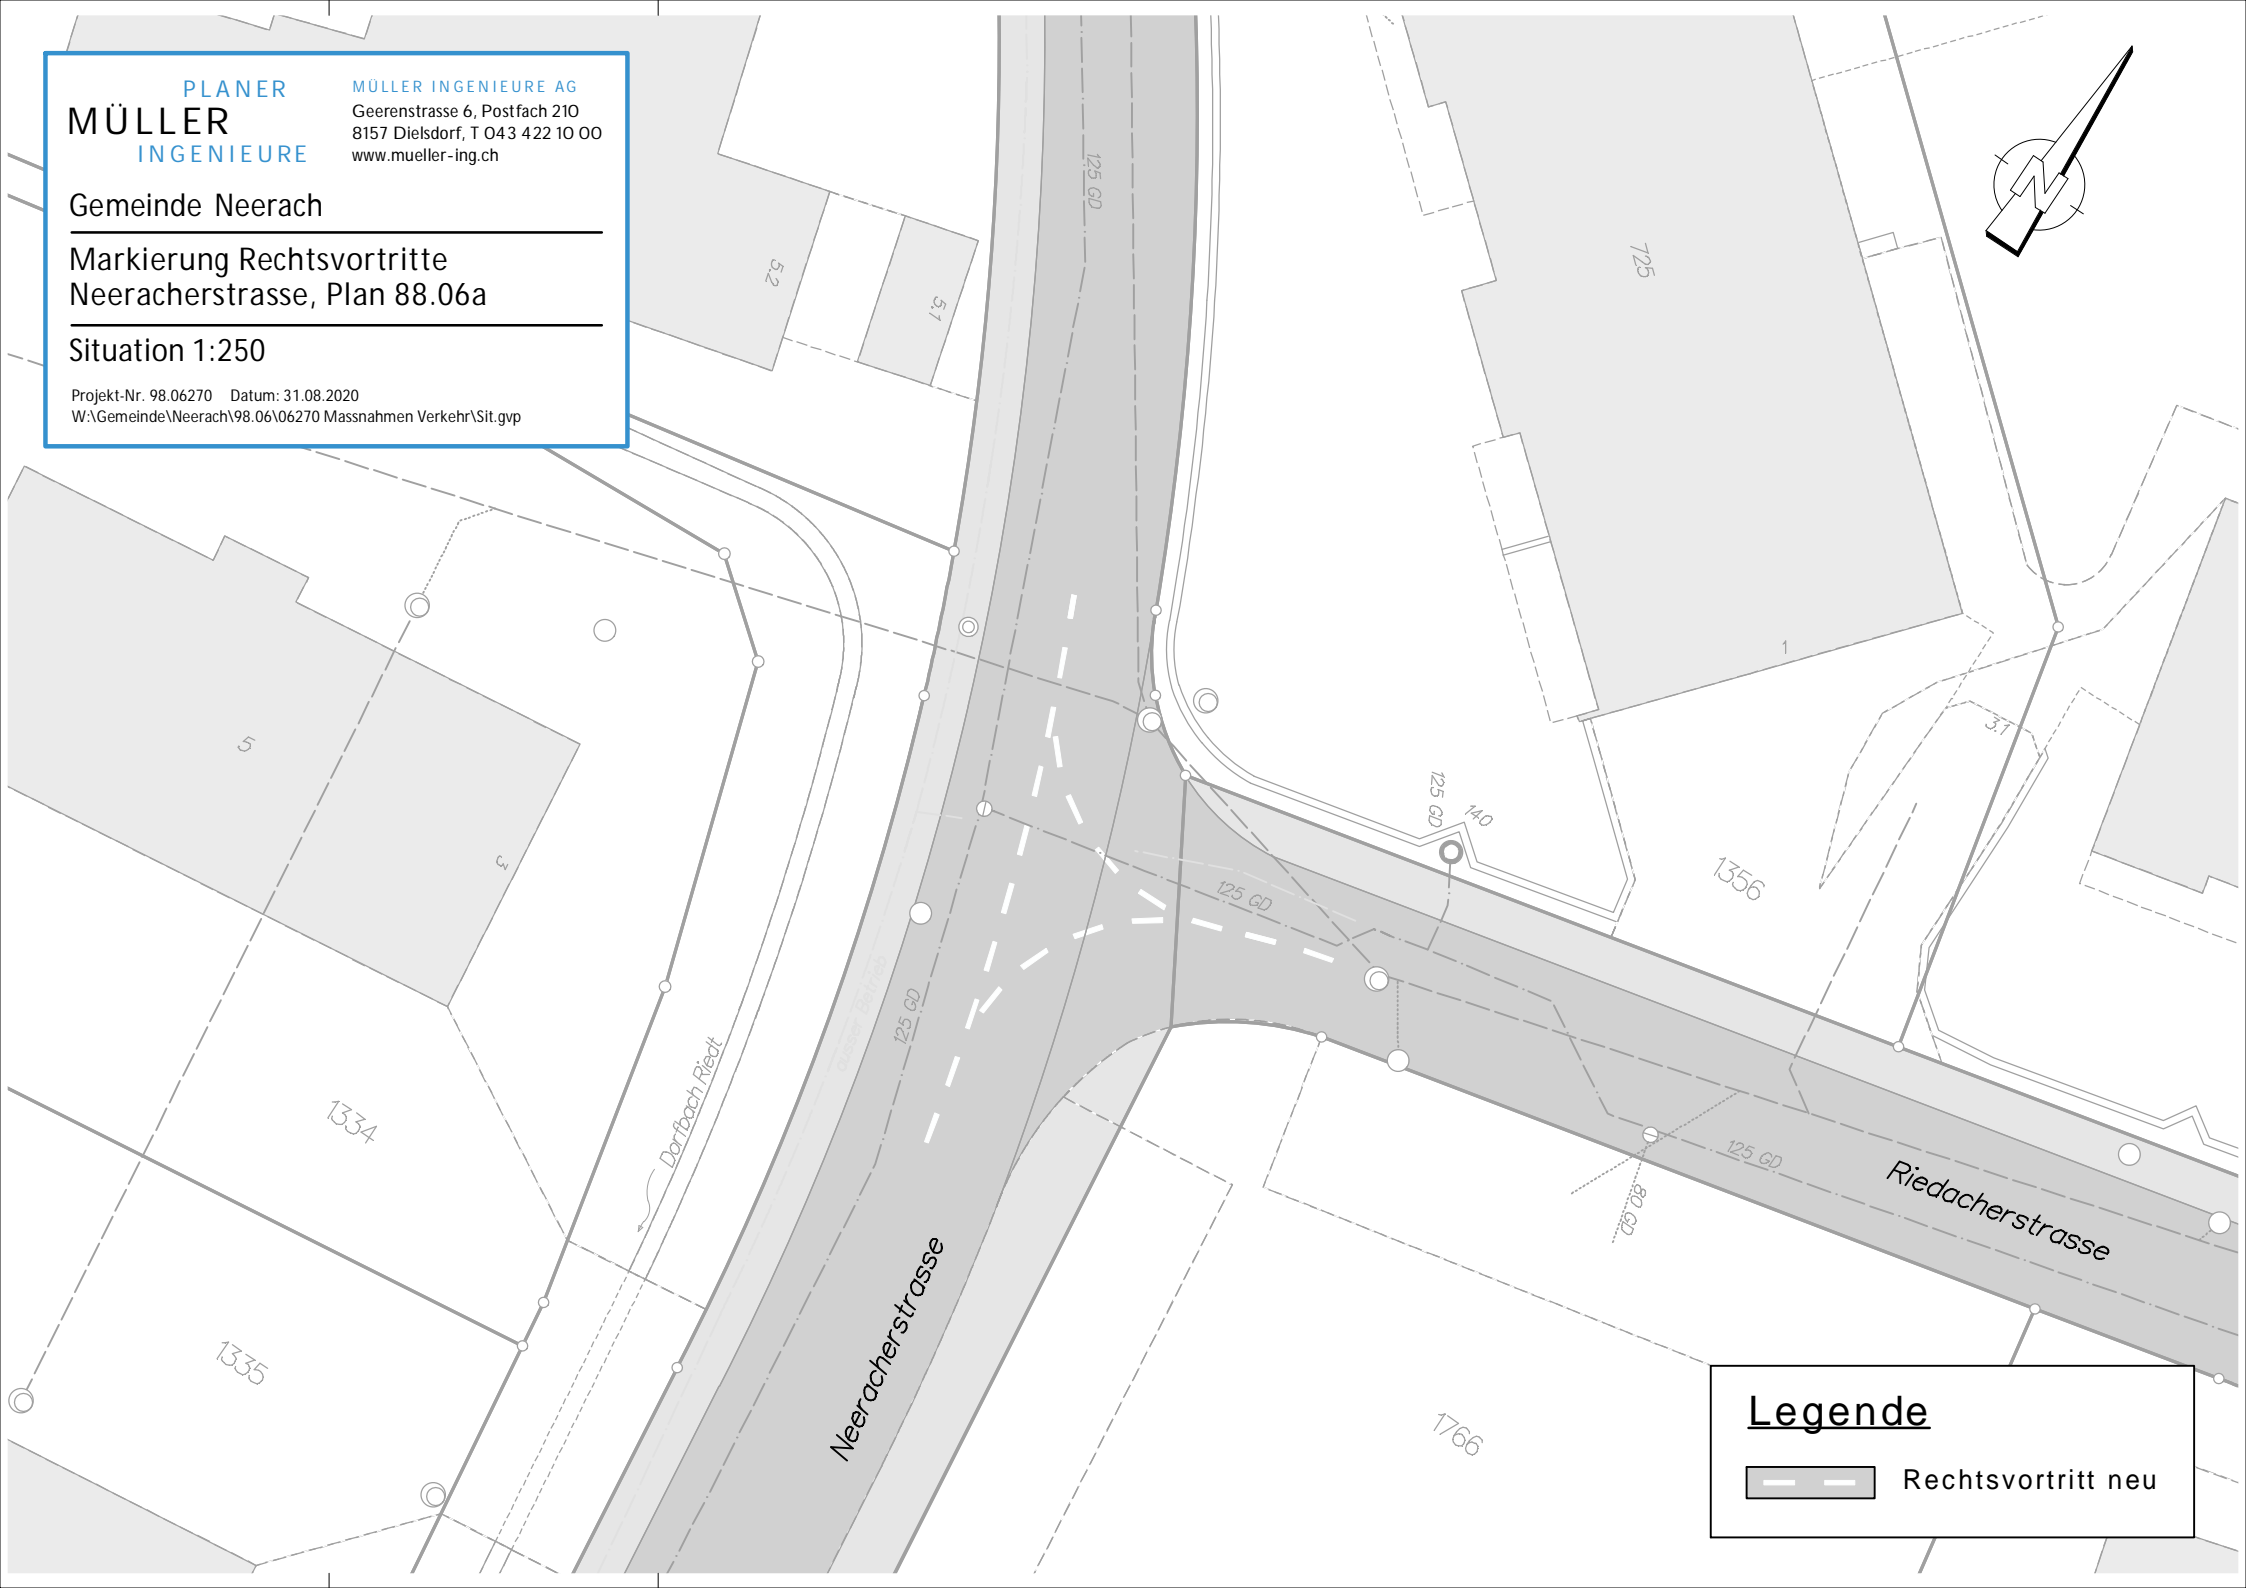 PLANER
MÜLLER
INGENIEURE
MÜLLER INGENIEURE AG
Geerenstrasse 6, Postfach 210
8157 Dielsdorf, T 043 422 10 00
www.mueller-ing.ch
Gemeinde Neerach
Markierung Rechtsvortritte
Neeracherstrasse, Plan 88.06a
Situation 1:250
Projekt-Nr. 98.06270 Datum: 31.08.2020
W:\Gemeinde\Neerach\98.06\06270 Massnahmen Verkehr\Sit.gvp
N
125 GD
725
5.2
5.1
1
3.1
5
3
125 GD
140
1356
125 GD
ausser Betrieb
125 GD
Dorfbach Riedt
1334
125 GD
80 GD
Riedacherstrasse
Neeracherstrasse
1335
1766
Legende
Rechtsvortritt neu